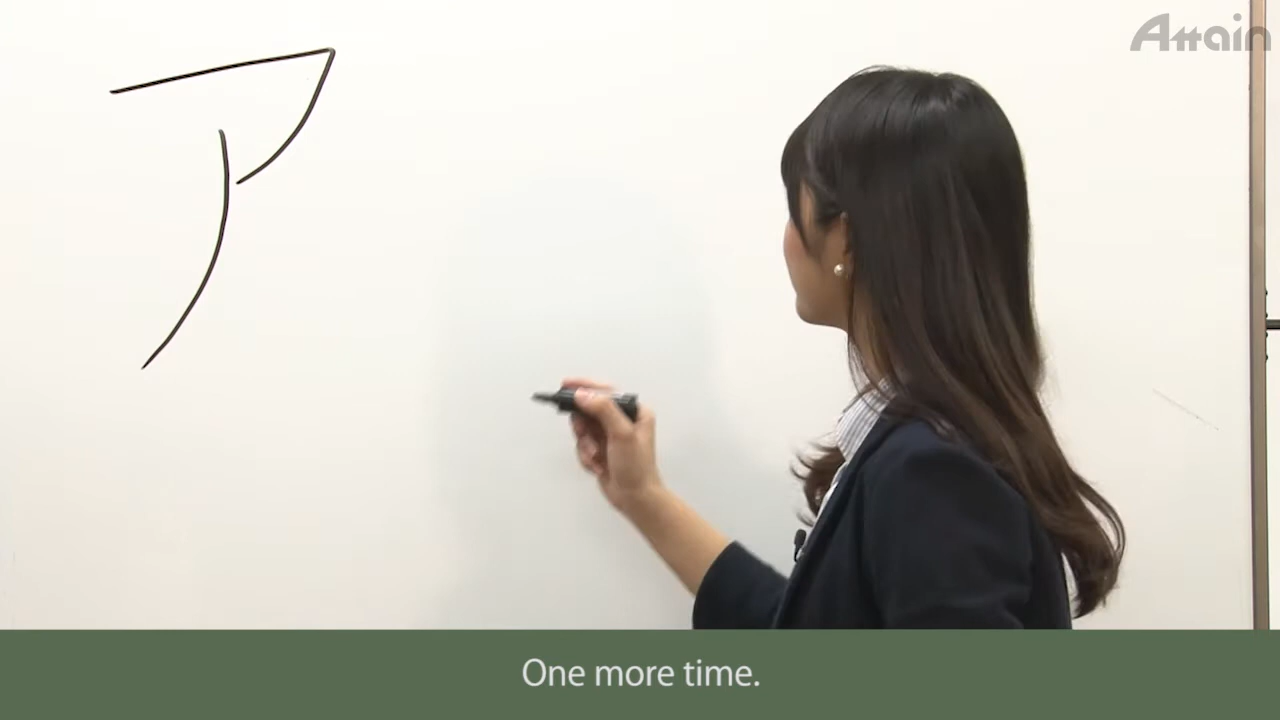 Attain
ア
One more time.